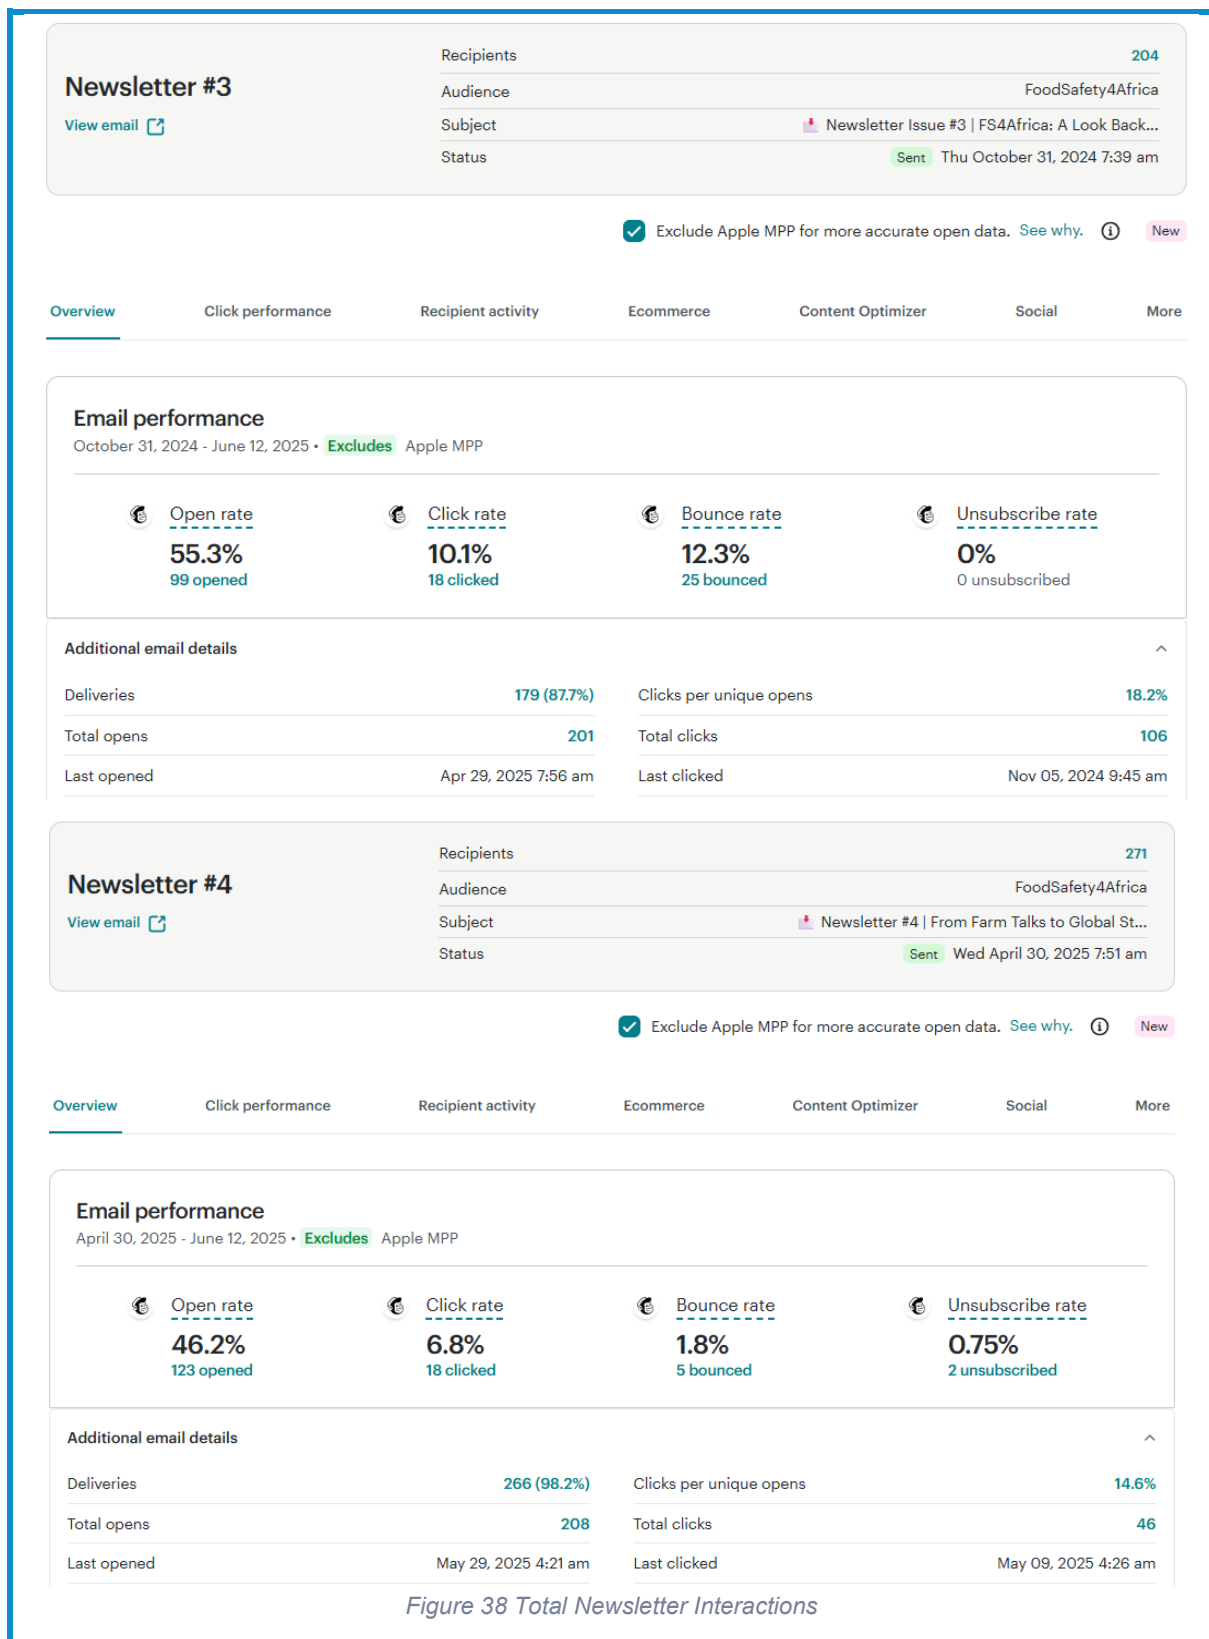 Newsletter #3
View email
Recipients 204
Audience FoodSafety4Africa
Subject 📩 Newsletter Issue #3 | FS4Africa: A Look Back...
Status Sent Thu October 31, 2024 7:39 am
Exclude Apple MPP for more accurate open data. See why. New
Overview Click performance Recipient activity Ecommerce Content Optimizer Social More
Email performance
October 31, 2024 - June 12, 2025 • Excludes Apple MPP
Open rate Click rate Bounce rate Unsubscribe rate
55.3% 10.1% 12.3% 0%
99 opened 18 clicked 25 bounced 0 unsubscribed
Additional email details
Deliveries 179 (87.7%) Clicks per unique opens 18.2%
Total opens 201 Total clicks 106
Last opened Apr 29, 2025 7:56 am Last clicked Nov 05, 2024 9:45 am
Newsletter #4
View email
Recipients 271
Audience FoodSafety4Africa
Subject 📩 Newsletter #4 | From Farm Talks to Global St...
Status Sent Wed April 30, 2025 7:51 am
Exclude Apple MPP for more accurate open data. See why. New
Overview Click performance Recipient activity Ecommerce Content Optimizer Social More
Email performance
April 30, 2025 - June 12, 2025 • Excludes Apple MPP
Open rate Click rate Bounce rate Unsubscribe rate
46.2% 6.8% 1.8% 0.75%
123 opened 18 clicked 5 bounced 2 unsubscribed
Additional email details
Deliveries 266 (98.2%) Clicks per unique opens 14.6%
Total opens 208 Total clicks 46
Last opened May 29, 2025 4:21 am Last clicked May 09, 2025 4:26 am
Figure 38 Total Newsletter Interactions